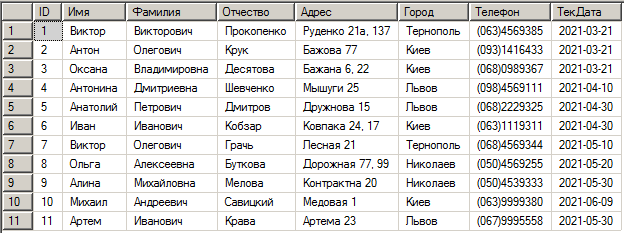 ID Имя Фамилия Отчество Адрес Город Телефон ТекДата
1 1 Виктор Викторович Прокопенко Руденко 21а, 137 Тернополь (063)4569385 2021-03-21
2 2 Антон Олегович Крук Бажова 77 Киев (093)1416433 2021-03-21
3 3 Оксана Владимировна Десятова Бажана 6, 22 Киев (068)0989367 2021-03-21
4 4 Антонина Дмитриевна Шевченко Мышуги 25 Львов (098)4569111 2021-04-10
5 5 Анатолий Петрович Дмитров Дружнова 15 Львов (068)2229325 2021-04-30
6 6 Иван Иванович Кобзар Ковпака 24, 17 Киев (063)1119311 2021-04-30
7 7 Виктор Олегович Грачь Лесная 21 Тернополь (068)4569344 2021-05-10
8 8 Ольга Алексеевна Буткова Дорожная 77, 99 Николаев (050)4569255 2021-05-20
9 9 Алина Михайловна Мелова Контрактна 20 Николаев (050)4539333 2021-05-30
10 10 Михаил Андреевич Савицкий Медовая 1 Киев (063)9999380 2021-06-09
11 11 Артем Иванович Крава Артема 23 Львов (067)9995558 2021-05-30